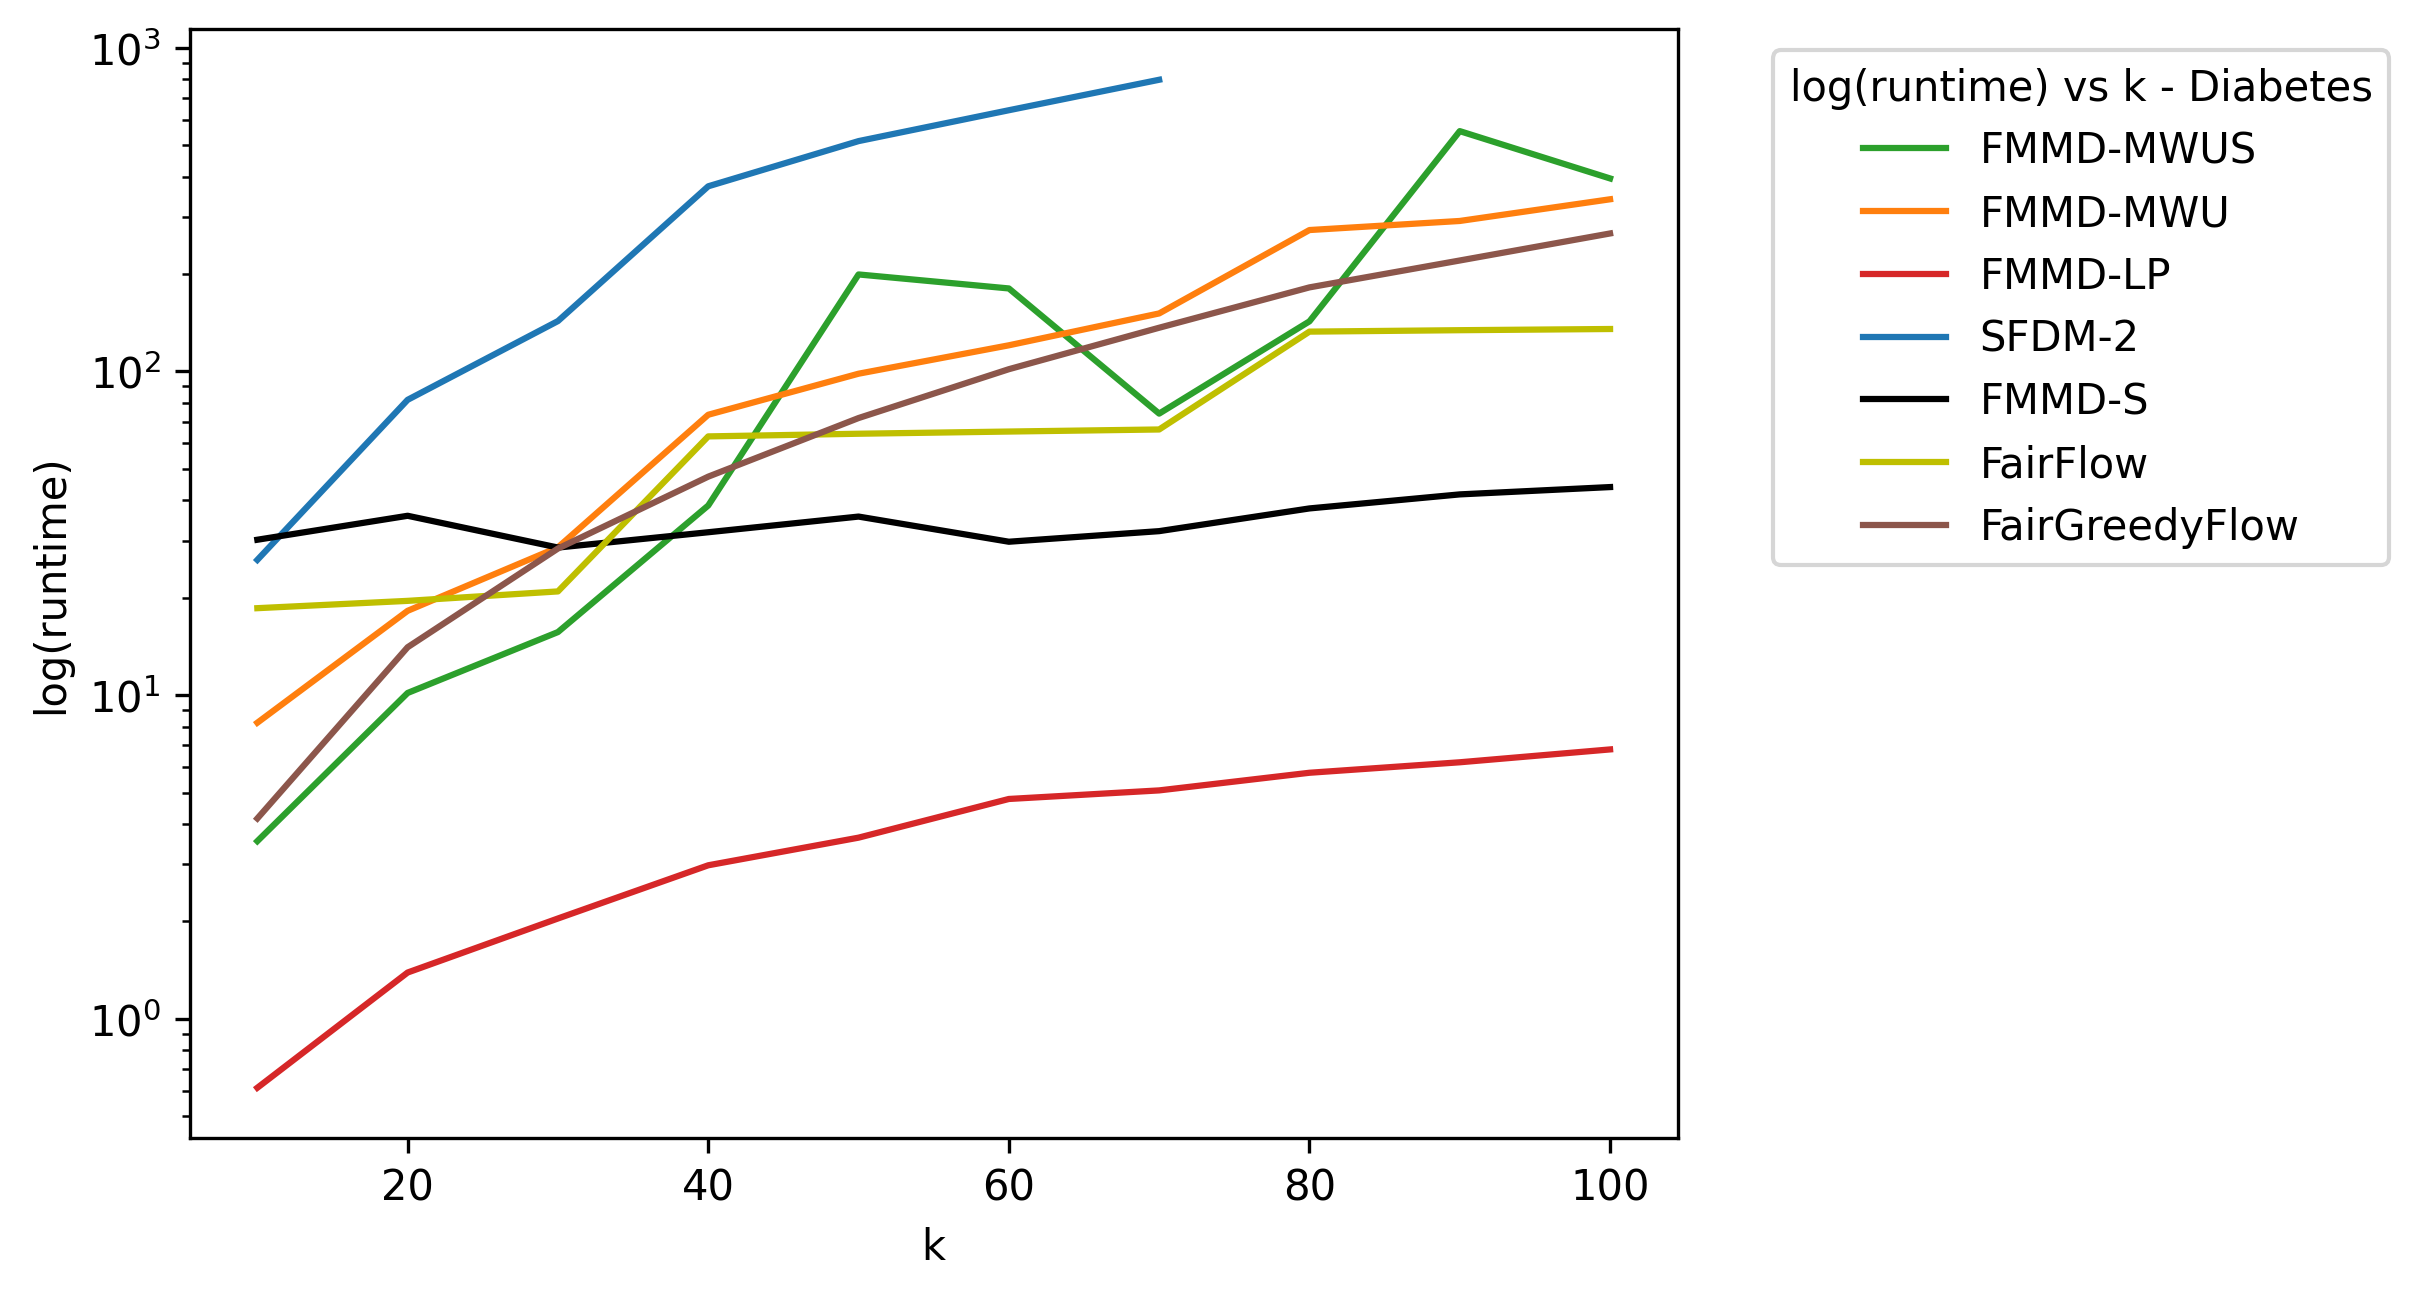 10³
10²
10¹
10⁰
log(runtime)
20 40 60 80 100
k
log(runtime) vs k - Diabetes
FMMD-MWUS
FMMD-MWU
FMMD-LP
SFDM-2
FMMD-S
FairFlow
FairGreedyFlow